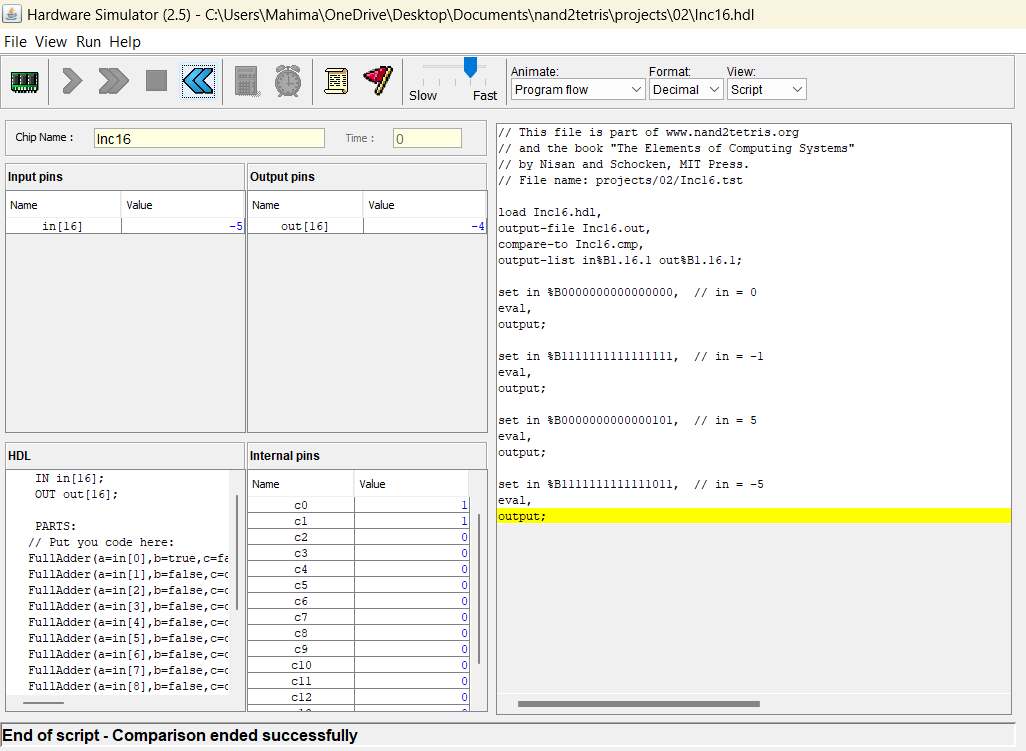 Hardware Simulator (2.5) - C:\Users\Mahima\OneDrive\Desktop\Documents\nand2tetris\projects\02\Inc16.hdl
File View Run Help
Slow Fast
Animate: Format: View:
Program flow Decimal Script
Chip Name : Inc16 Time : 0
Input pins
Name Value
in[16] -5
Output pins
Name Value
out[16] -4
HDL
IN in[16];
OUT out[16];
PARTS:
// Put you code here:
FullAdder(a=in[0],b=true,c=fa
FullAdder(a=in[1],b=false,c=c
FullAdder(a=in[2],b=false,c=c
FullAdder(a=in[3],b=false,c=c
FullAdder(a=in[4],b=false,c=c
FullAdder(a=in[5],b=false,c=c
FullAdder(a=in[6],b=false,c=c
FullAdder(a=in[7],b=false,c=c
FullAdder(a=in[8],b=false,c=c
Internal pins
Name Value
c0 1
c1 1
c2 0
c3 0
c4 0
c5 0
c6 0
c7 0
c8 0
c9 0
c10 0
c11 0
c12 0
// This file is part of www.nand2tetris.org
// and the book "The Elements of Computing Systems"
// by Nisan and Schocken, MIT Press.
// File name: projects/02/Inc16.tst
load Inc16.hdl,
output-file Inc16.out,
compare-to Inc16.cmp,
output-list in%B1.16.1 out%B1.16.1;
set in %B0000000000000000,  // in = 0
eval,
output;
set in %B1111111111111111,  // in = -1
eval,
output;
set in %B0000000000000101,  // in = 5
eval,
output;
set in %B1111111111111011,  // in = -5
eval,
output;
End of script - Comparison ended successfully